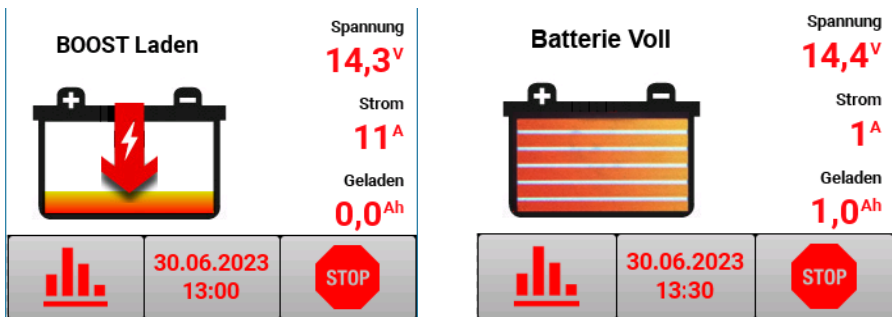 BOOST Laden
Spannung
14,3V
Strom
11A
Geladen
0,0Ah
30.06.2023
13:00
STOP
Batterie Voll
Spannung
14,4V
Strom
1A
Geladen
1,0Ah
30.06.2023
13:30
STOP